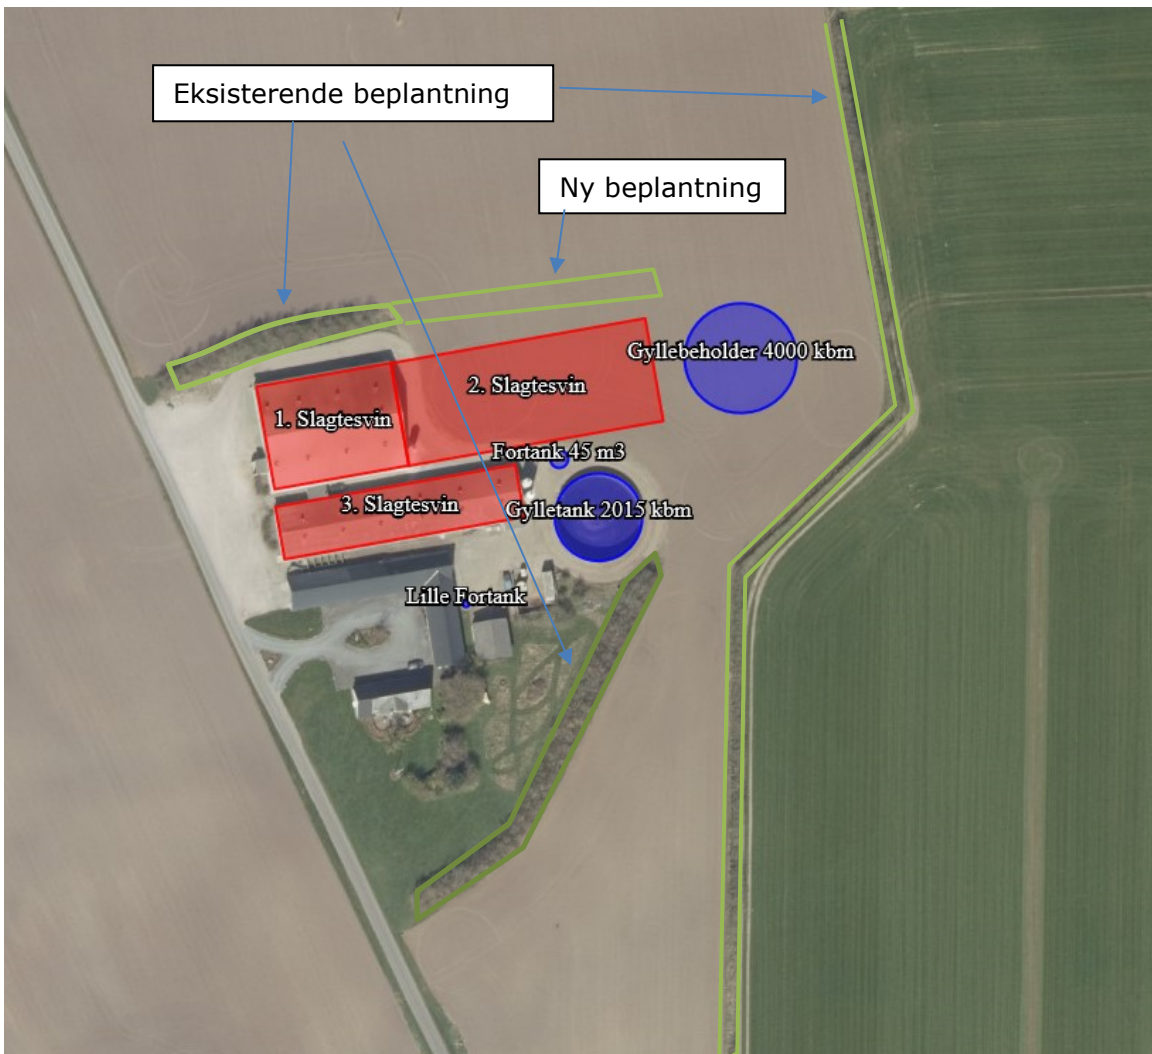 Eksisterende beplantning
Ny beplantning
Gyllebeholder 4000 kbm
2. Slagtesvin
1. Slagtesvin
Fortank 45 m3
3. Slagtesvin
Gylletank 2015 kbm
Lille Fortank